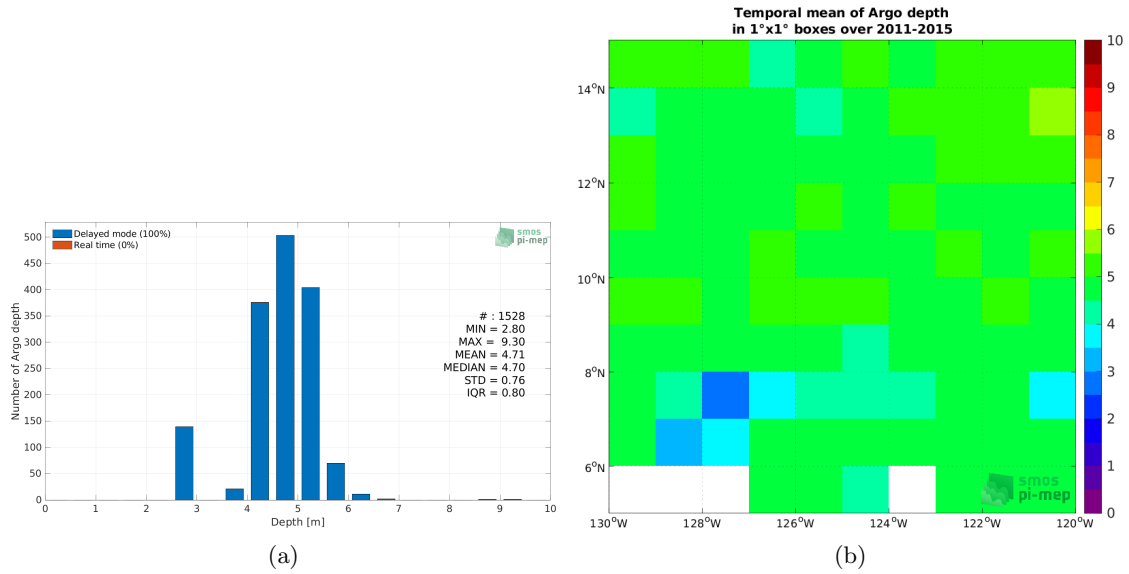 Delayed mode (100%)
Real time (0%)
smos
pi-mep
# : 1528
MIN = 2.80
MAX = 9.30
MEAN = 4.71
MEDIAN = 4.70
STD = 0.76
IQR = 0.80
Number of Argo depth
500
450
400
350
300
250
200
150
100
50
0
0 1 2 3 4 5 6 7 8 9 10
Depth [m]
(a)
Temporal mean of Argo depth
in 1°x1° boxes over 2011-2015
14°N
12°N
10°N
8°N
6°N
130°W 128°W 126°W 124°W 122°W 120°W
smos
pi-mep
10
9
8
7
6
5
4
3
2
1
0
(b)